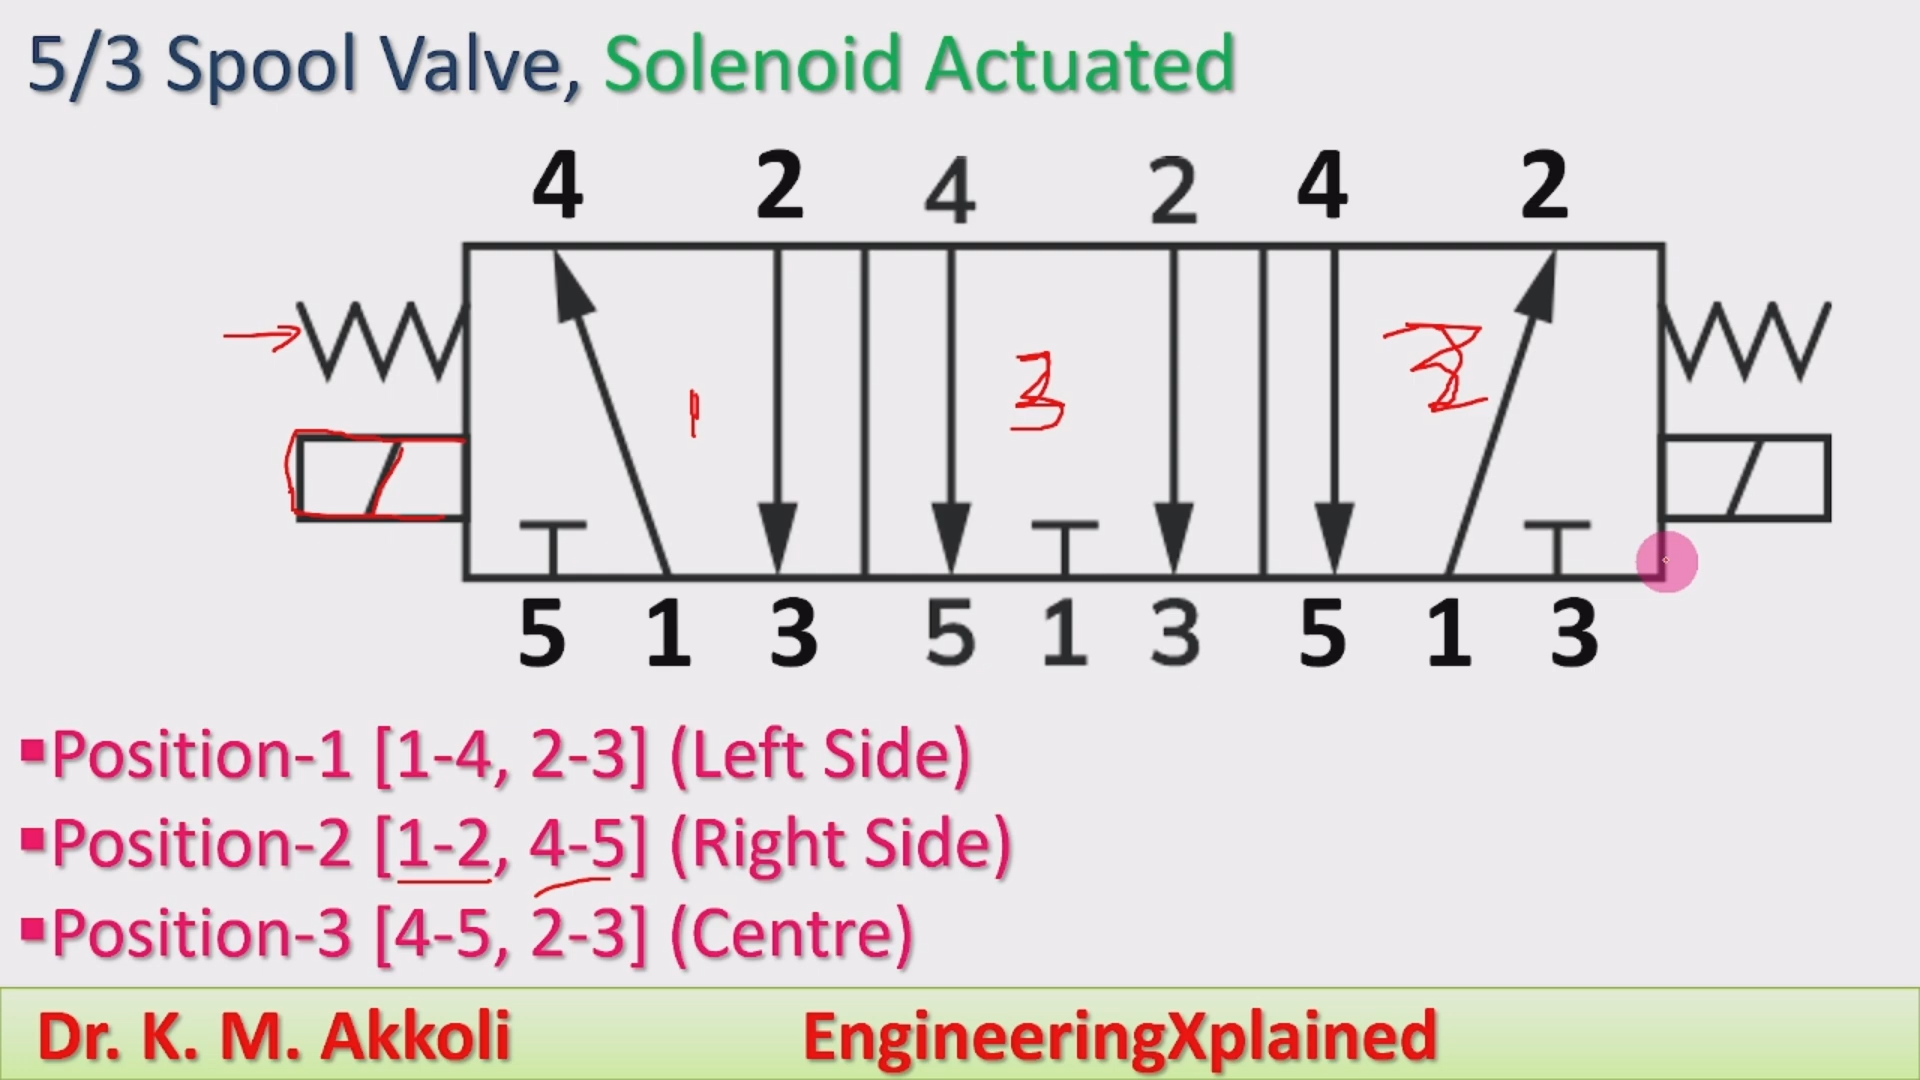 5/3 Spool Valve, Solenoid Actuated
4 2 4 2 4 2
1 3 2
5 1 3 5 1 3 5 1 3
▪Position-1 [1-4, 2-3] (Left Side)
▪Position-2 [1-2, 4-5] (Right Side)
▪Position-3 [4-5, 2-3] (Centre)
Dr. K. M. Akkoli EngineeringXplained